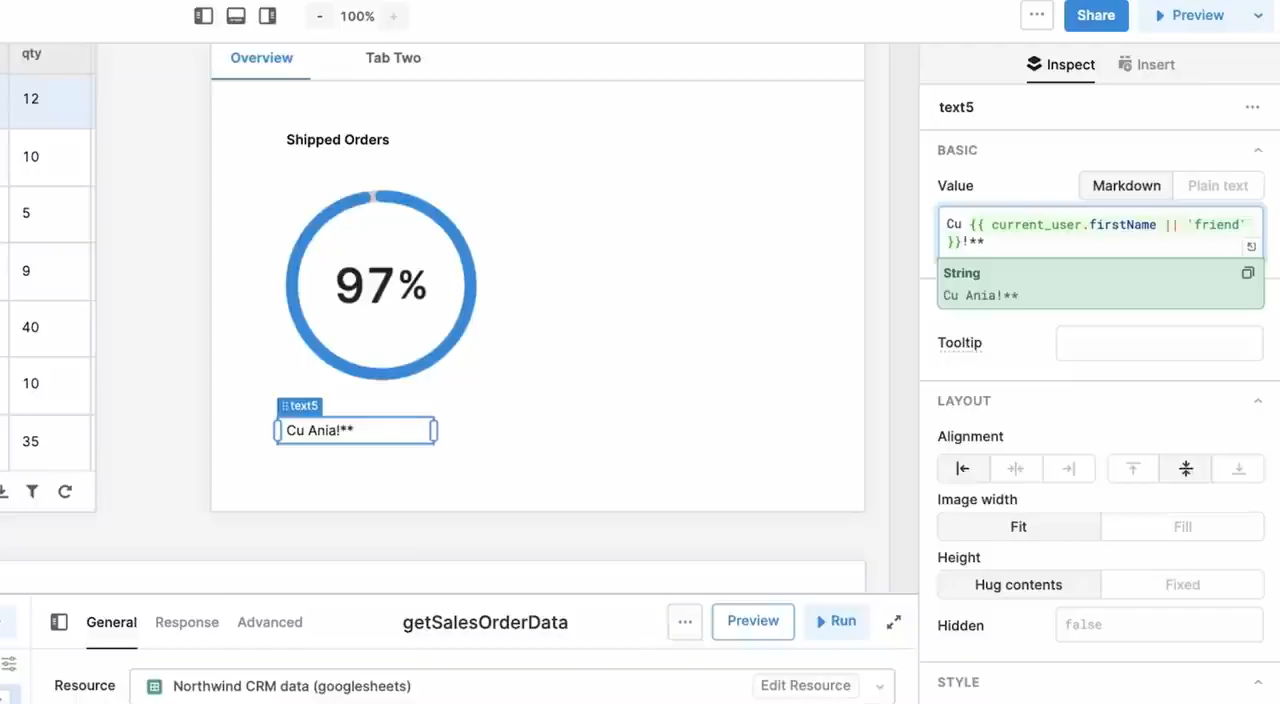 - 100% +
... Share Preview
qty
12
10
5
9
40
10
35
Overview Tab Two
Shipped Orders
97%
text5
Cu Ania!**
Inspect Insert
text5 ...
BASIC
Value Markdown Plain text
Cu {{ current_user.firstName || 'friend'
}}!**
String
Cu Ania!**
Tooltip
LAYOUT
Alignment
Image width
Fit Fill
Height
Hug contents Fixed
Hidden false
STYLE
General Response Advanced getSalesOrderData ... Preview Run
Resource Northwind CRM data (googlesheets) Edit Resource